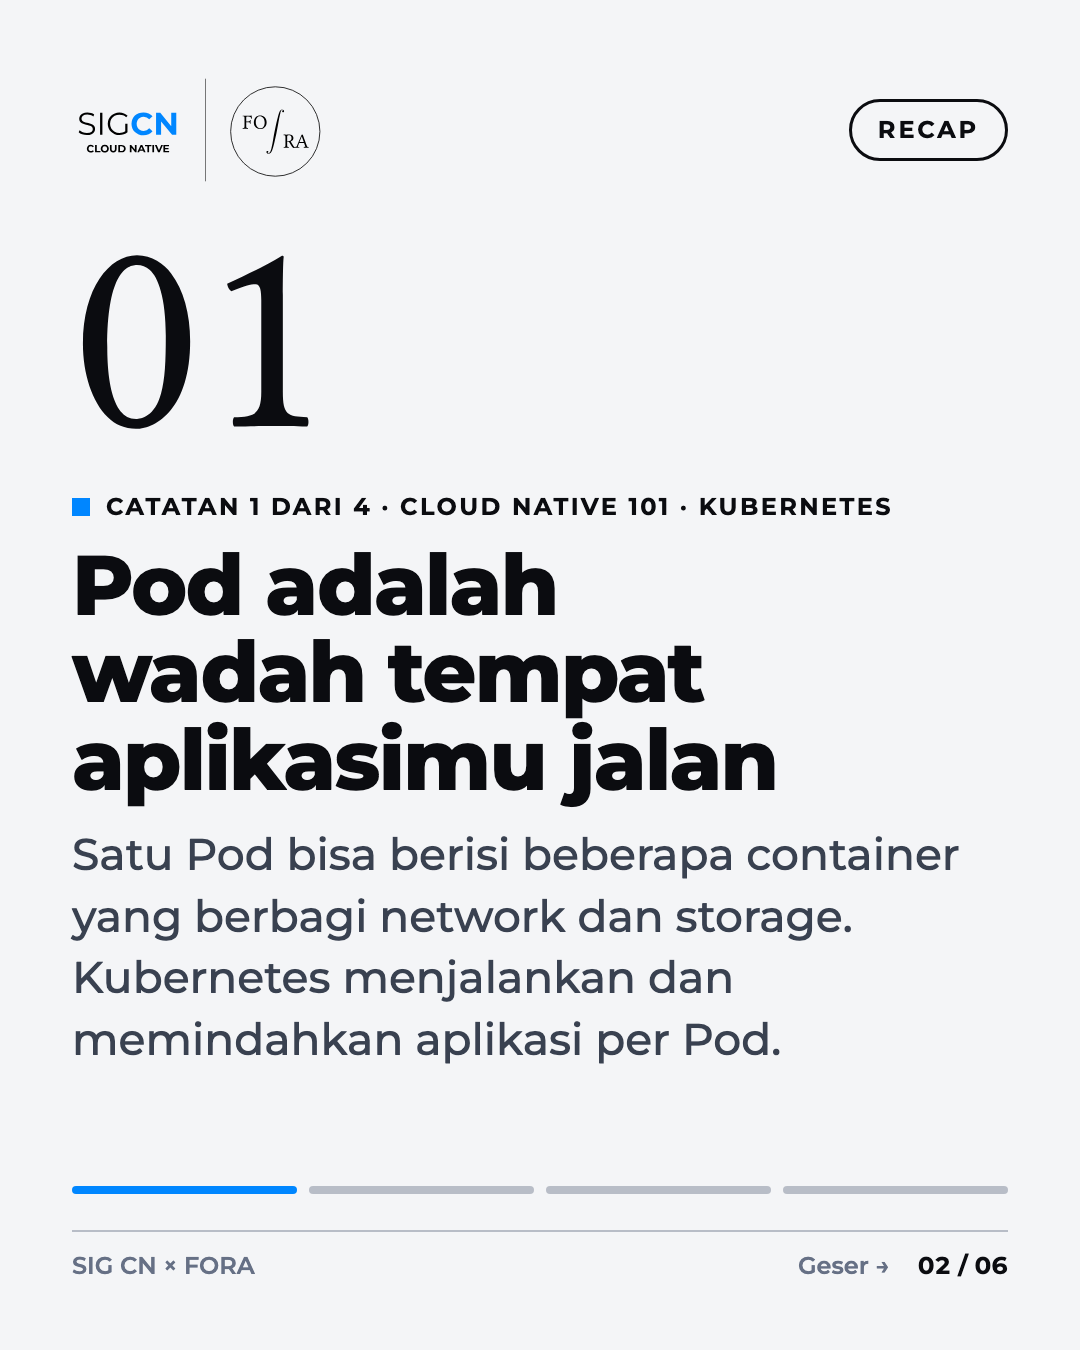 SIGCN
CLOUD NATIVE
FO RA
RECAP
01
CATATAN 1 DARI 4 · CLOUD NATIVE 101 · KUBERNETES
Pod adalah
wadah tempat
aplikasimu jalan
Satu Pod bisa berisi beberapa container
yang berbagi network dan storage.
Kubernetes menjalankan dan
memindahkan aplikasi per Pod.
SIG CN × FORA
Geser → 02 / 06